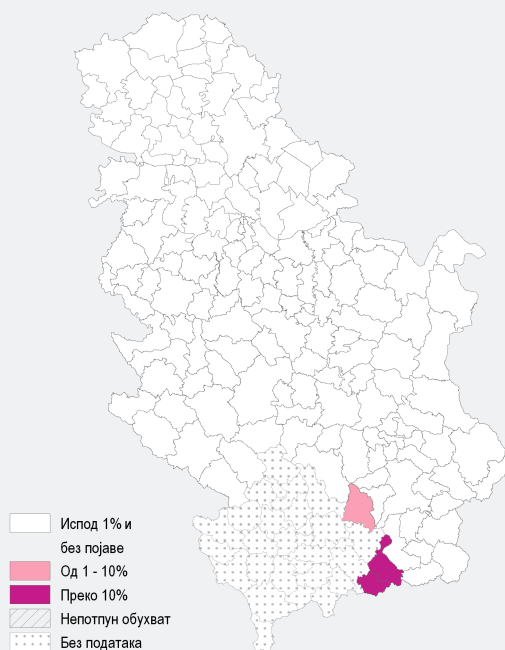 Испод 1% и
без појаве
Од 1 - 10%
Преко 10%
Непотпун обухват
Без података